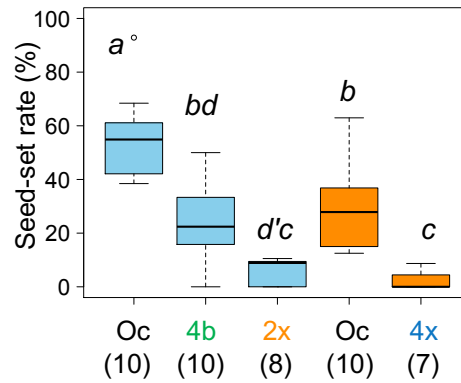 Seed-set rate (%)
100
80
60
40
20
0
a
bd
d'c
b
c
Oc 4b 2x Oc 4x
(10) (10) (8) (10) (7)